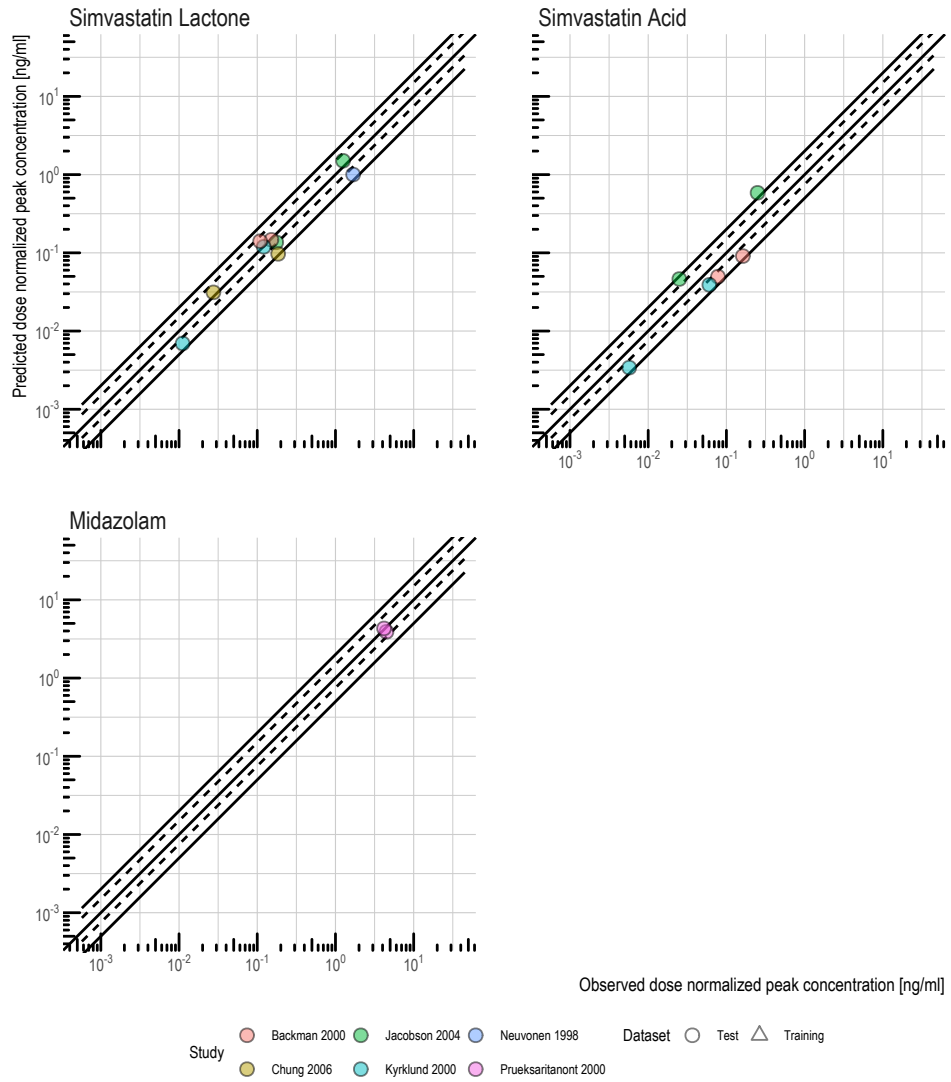 Simvastatin Lactone
Simvastatin Acid
Predicted dose normalized peak concentration [ng/ml]
10¹
10⁰
10⁻¹
10⁻²
10⁻³
10⁻³ 10⁻² 10⁻¹ 10⁰ 10¹
Midazolam
10¹
10⁰
10⁻¹
10⁻²
10⁻³
10⁻³ 10⁻² 10⁻¹ 10⁰ 10¹
Observed dose normalized peak concentration [ng/ml]
Study
Backman 2000 Jacobson 2004 Neuvonen 1998
Chung 2006 Kyrklund 2000 Prueksaritanont 2000
Dataset Test Training